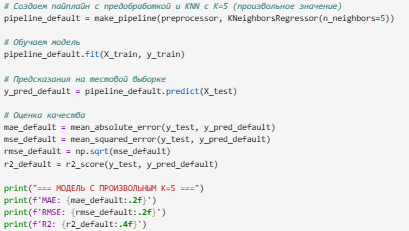 # Создаем пайплайн с предобработкой и KNN с K=5 (произвольное значение)
pipeline_default = make_pipeline(preprocessor, KNeighborsRegressor(n_neighbors=5))
# Обучаем модель
pipeline_default.fit(X_train, y_train)
# Предсказания на тестовой выборке
y_pred_default = pipeline_default.predict(X_test)
# Оценка качества
mae_default = mean_absolute_error(y_test, y_pred_default)
mse_default = mean_squared_error(y_test, y_pred_default)
rmse_default = np.sqrt(mse_default)
r2_default = r2_score(y_test, y_pred_default)
print("=== МОДЕЛЬ С ПРОИЗВОЛЬНЫМ K=5 ===")
print(f'MAE: {mae_default:.2f}')
print(f'RMSE: {rmse_default:.2f}')
print(f'R2: {r2_default:.4f}')